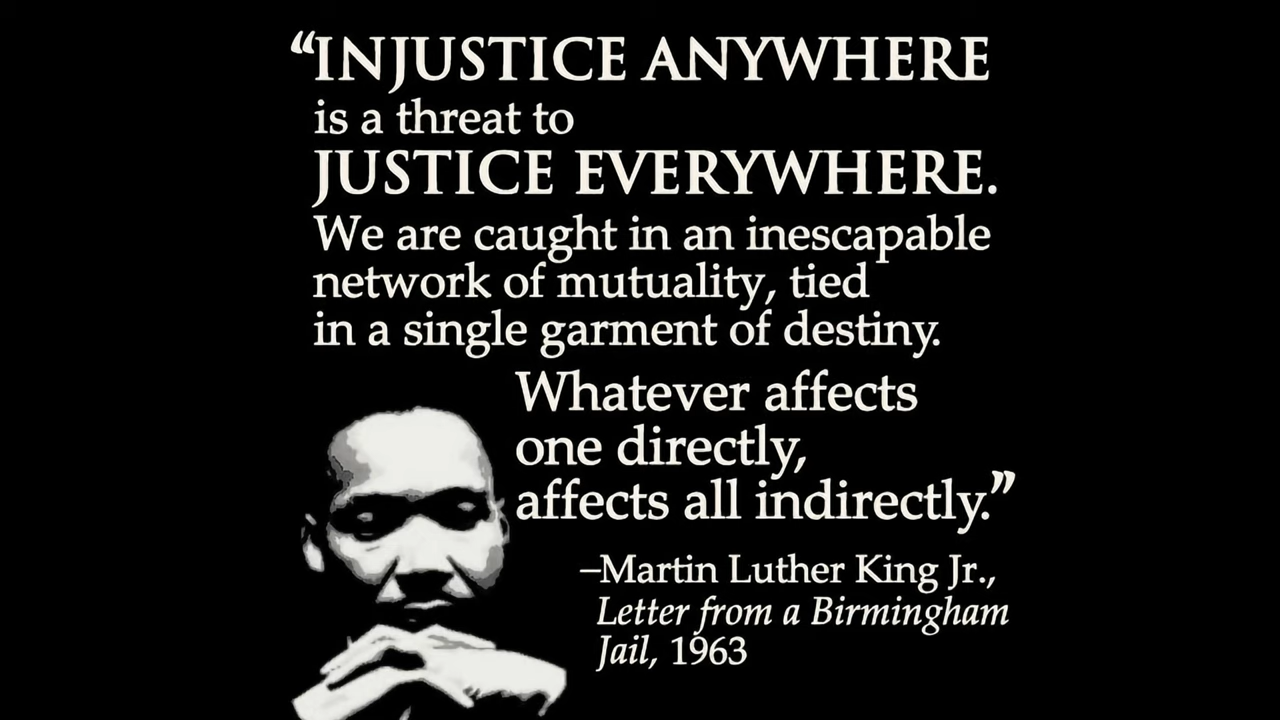 “INJUSTICE ANYWHERE
is a threat to
JUSTICE EVERYWHERE.
We are caught in an inescapable
network of mutuality, tied
in a single garment of destiny.
Whatever affects
one directly,
affects all indirectly.”
–Martin Luther King Jr.,
Letter from a Birmingham
Jail, 1963